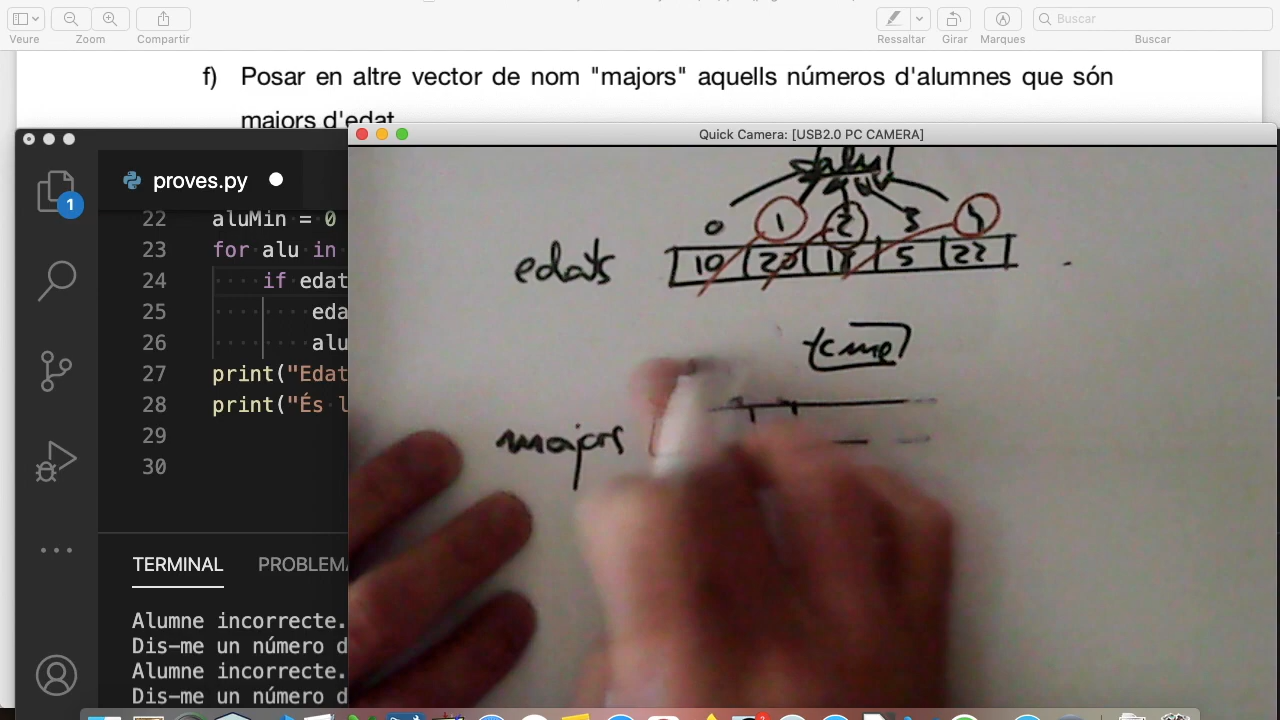 Veure
Zoom
Compartir
Ressaltar
Girar
Marques
Buscar
Buscar
f) Posar en altre vector de nom "majors" aquells números d'alumnes que són
majors d'edat
Quick Camera: [USB2.0 PC CAMERA]
proves.py
1
22 aluMin = 0
23 for alu in
24 if edat
25 eda
26 alu
27 print("Edat
28 print("És l
29
30
TERMINAL PROBLEMA
Alumne incorrecte.
Dis-me un número d
Alumne incorrecte.
Dis-me un número d
0 1 2 3 4
edats 10 20 18 5 22
majors